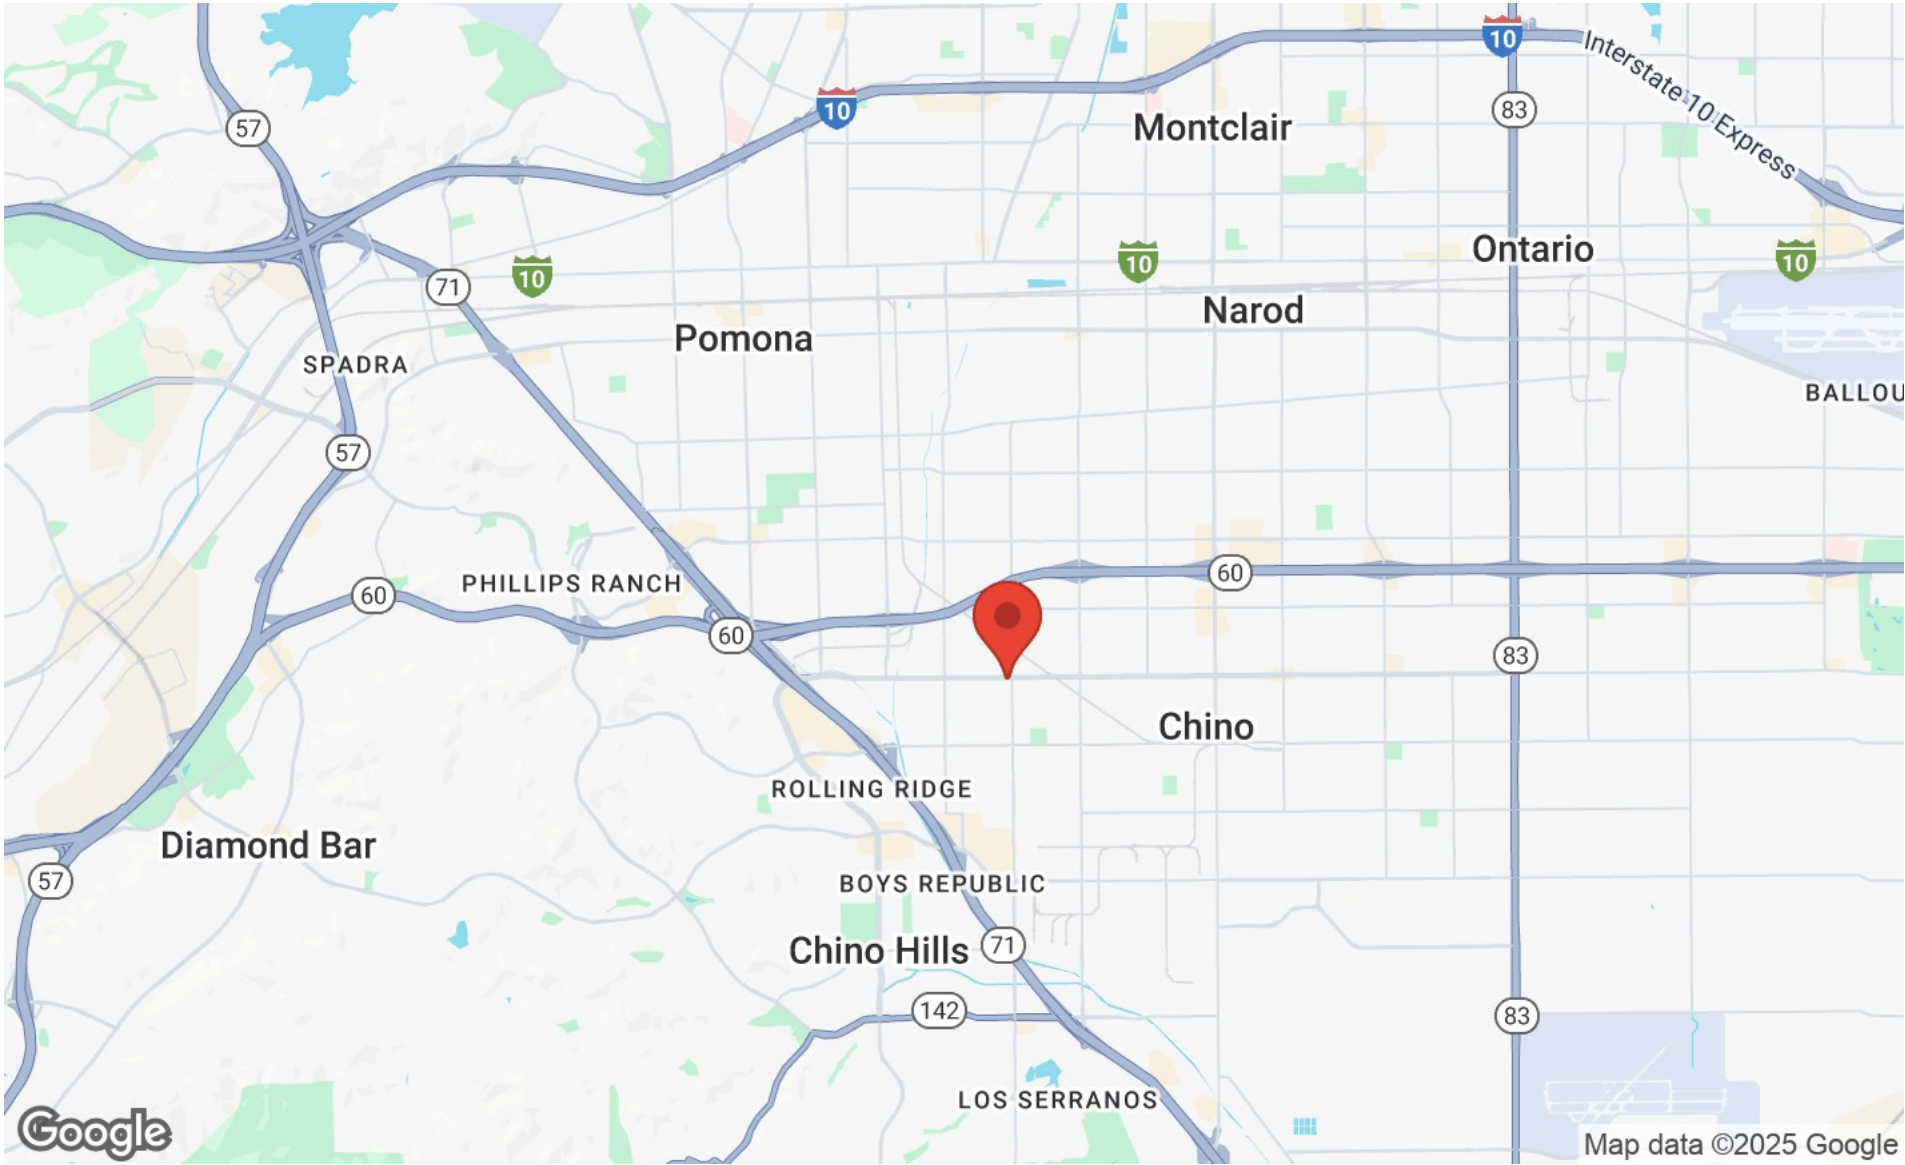 10
Interstate 10 Express
10
83
57
Montclair
Ontario
10
10
10
71
Narod
Pomona
SPADRA
BALLOU
57
60
PHILLIPS RANCH
60
60
83
Chino
ROLLING RIDGE
Diamond Bar
57
BOYS REPUBLIC
Chino Hills
71
142
83
LOS SERRANOS
Google
Map data ©2025 Google